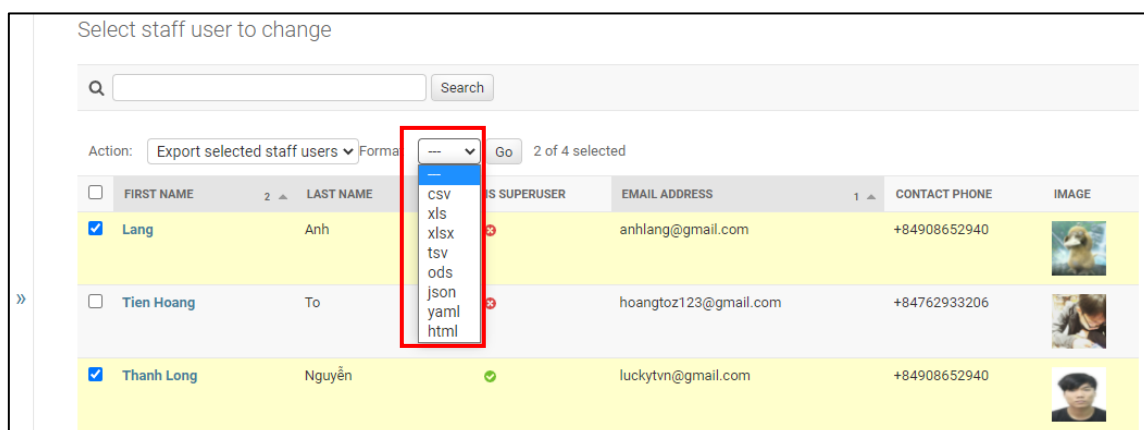 Select staff user to change
Search
Action: Export selected staff users Forma --- Go 2 of 4 selected
---
csv
xls
xlsx
tsv
ods
json
yaml
html
FIRST NAME 2 LAST NAME IS SUPERUSER EMAIL ADDRESS 1 CONTACT PHONE IMAGE
Lang Anh anhlang@gmail.com +84908652940
» Tien Hoang To hoangtoz123@gmail.com +84762933206
Thanh Long Nguyễn luckytvn@gmail.com +84908652940